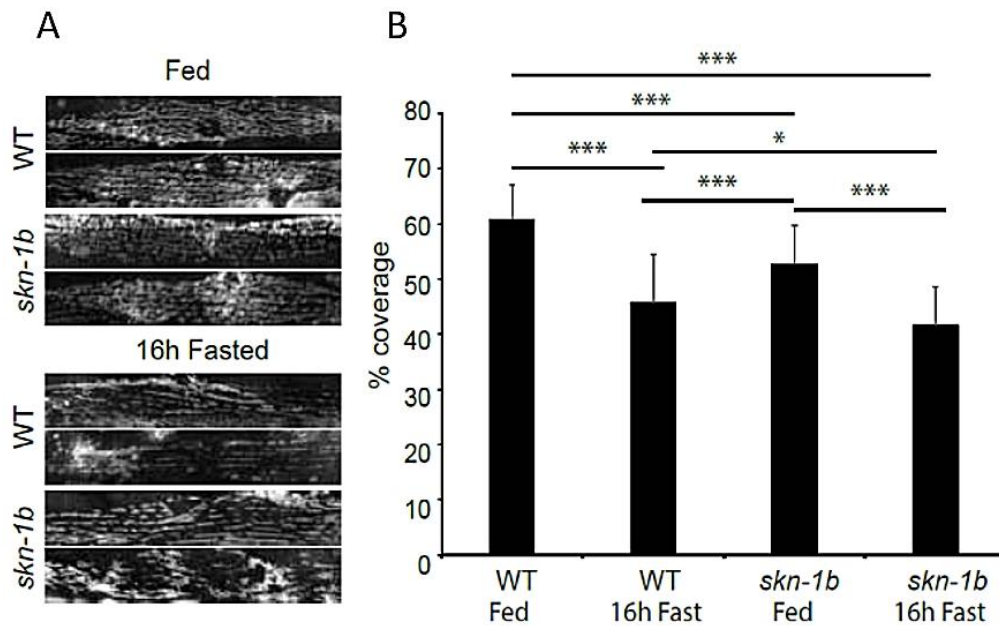 A
Fed
WT
skn-1b
16h Fasted
WT
skn-1b
B
***
***
*
***
***
***
% coverage
80
70
60
50
40
30
20
10
0
WT
Fed
WT
16h Fast
skn-1b
Fed
skn-1b
16h Fast